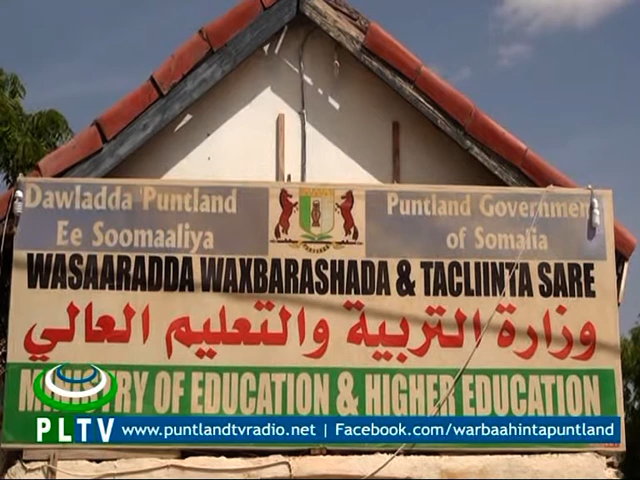 Dawladda Puntland
Ee Soomaaliya
Puntland Government
of Somalia
WASAARADDA WAXBARASHADA & TACLIINTA SARE
وزارة التربية والتعليم العالي
MINISTRY OF EDUCATION & HIGHER EDUCATION
PLTV
www.puntlandtvradio.net | Facebook.com/warbaahintapuntland